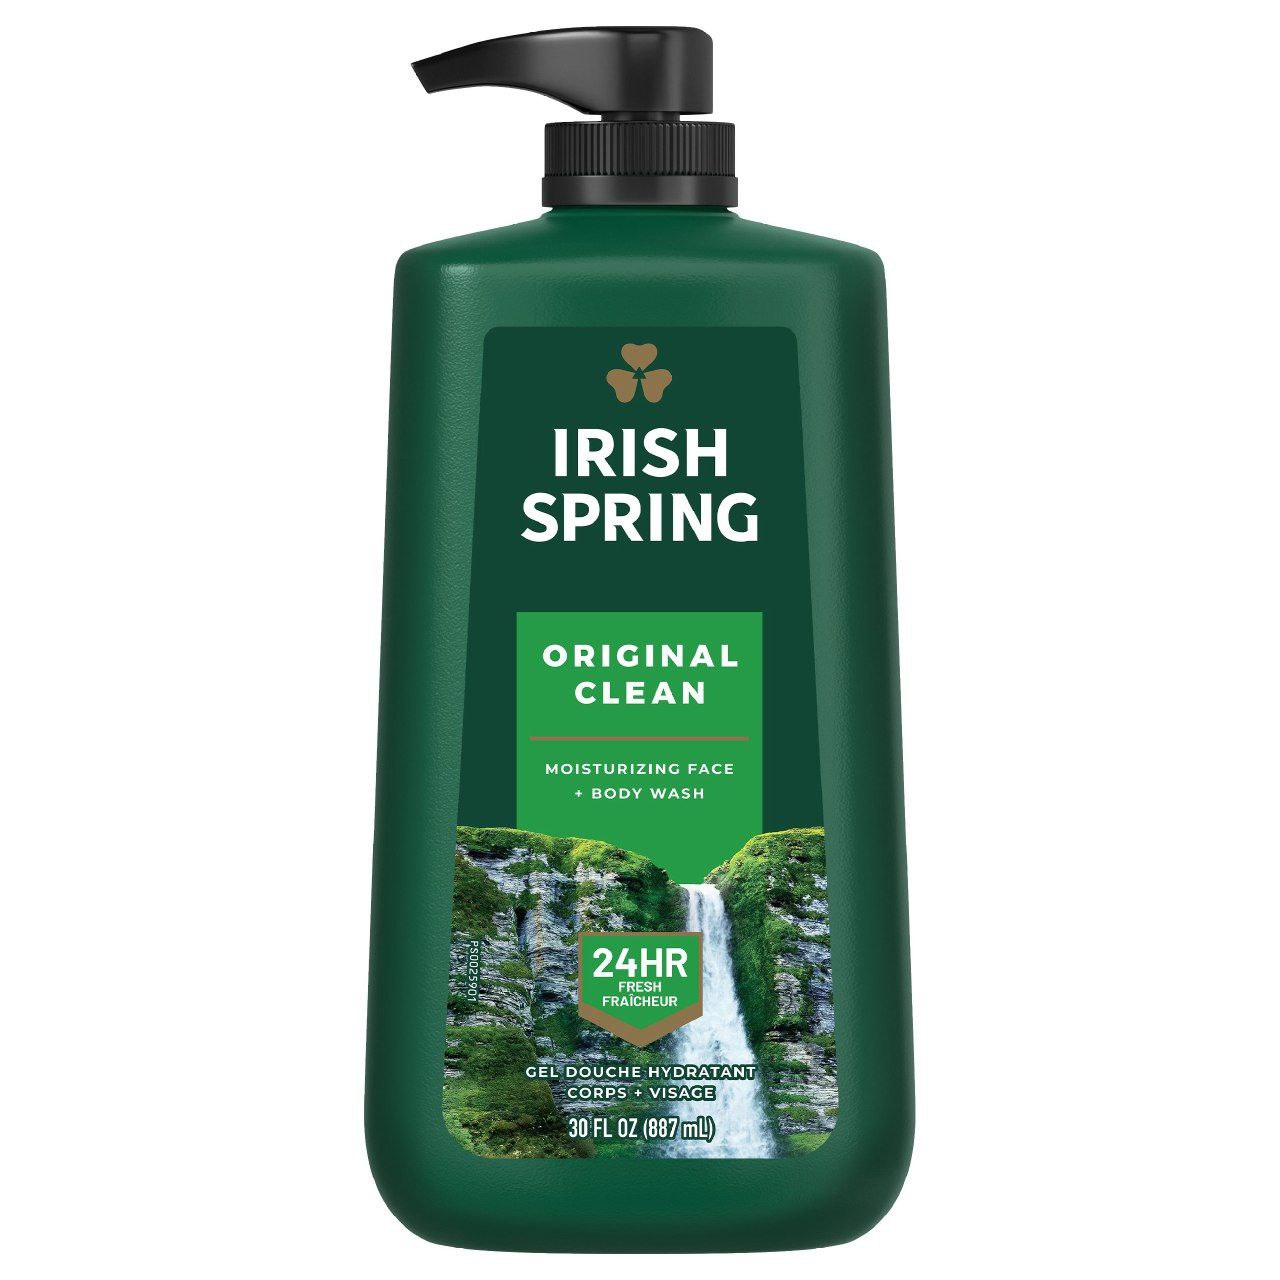 IRISH
SPRING
ORIGINAL
CLEAN
MOISTURIZING FACE
+ BODY WASH
24HR
FRESH
FRAÎCHEUR
PS0025901
GEL DOUCHE HYDRATANT
CORPS + VISAGE
30 FL OZ (887 mL)